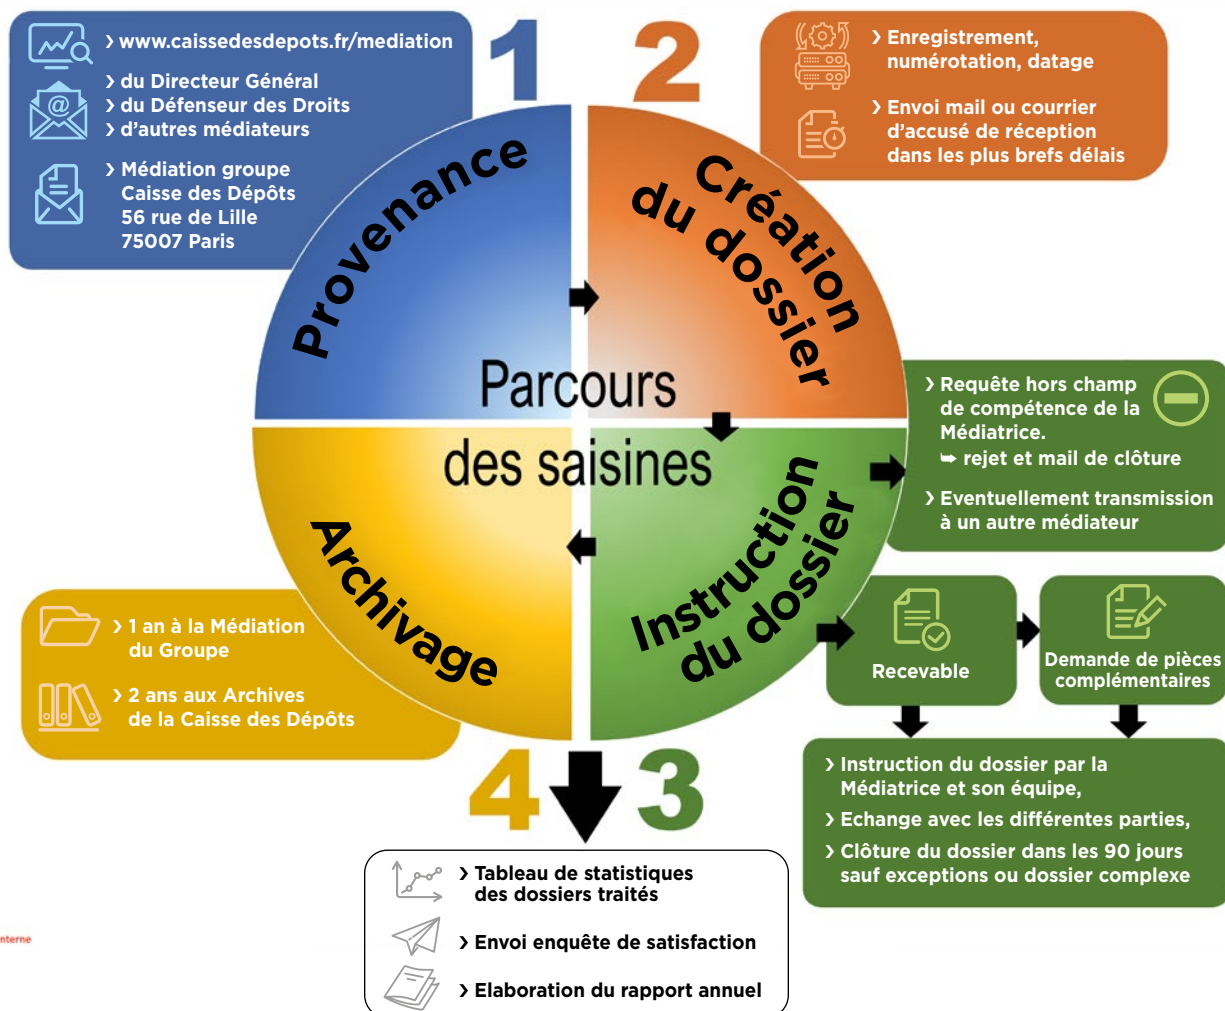 1
› www.caissedesdepots.fr/mediation
› du Directeur Général
› du Défenseur des Droits
› d'autres médiateurs
› Médiation groupe
Caisse des Dépôts
56 rue de Lille
75007 Paris
Provenance
2
› Enregistrement,
numérotation, datage
› Envoi mail ou courrier
d'accusé de réception
dans les plus brefs délais
Création
du dossier
Parcours
des saisines
› Requête hors champ
de compétence de la
Médiatrice.
➥ rejet et mail de clôture
› Eventuellement transmission
à un autre médiateur
Instruction
du dossier
Recevable
Demande de pièces
complémentaires
› Instruction du dossier par la
Médiatrice et son équipe,
› Echange avec les différentes parties,
› Clôture du dossier dans les 90 jours
sauf exceptions ou dossier complexe
3
Archivage
› 1 an à la Médiation
du Groupe
› 2 ans aux Archives
de la Caisse des Dépôts
4
› Tableau de statistiques
des dossiers traités
› Envoi enquête de satisfaction
› Elaboration du rapport annuel
nterne